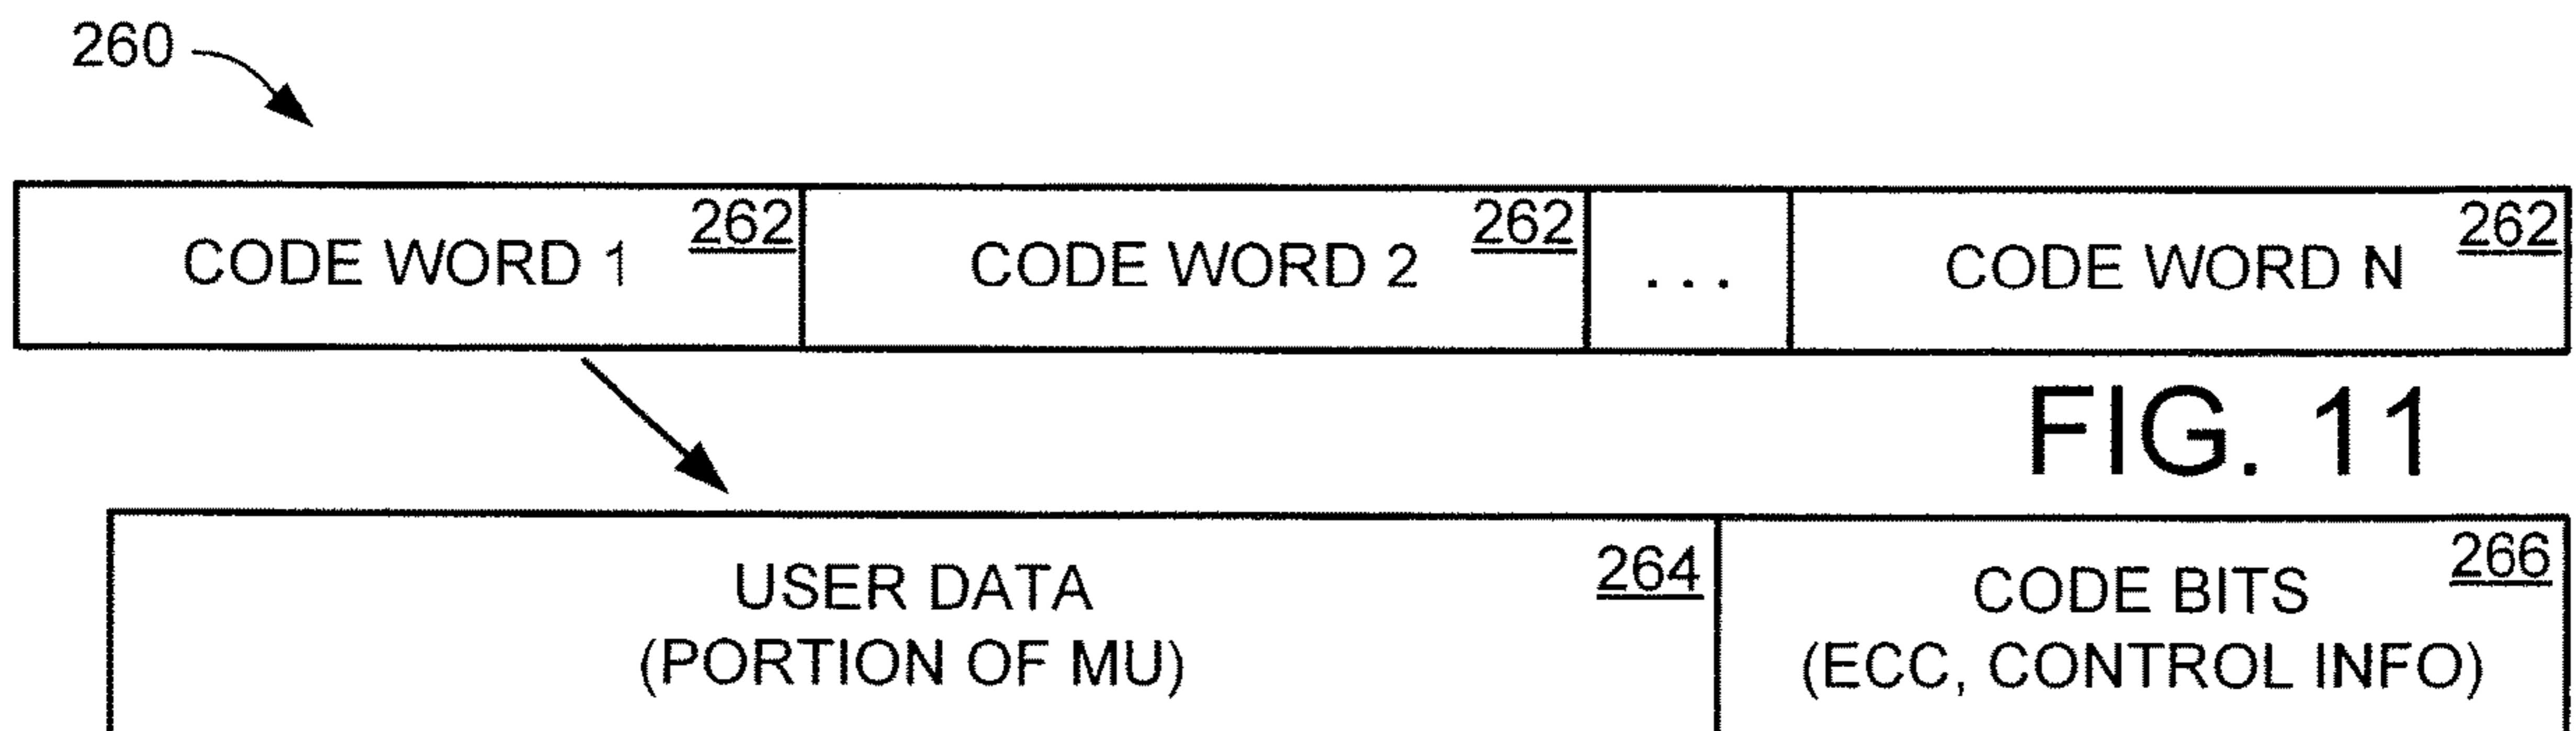 260
CODE WORD 1 262 CODE WORD 2 262 . . . CODE WORD N 262
FIG. 11
USER DATA 264 CODE BITS 266
(PORTION OF MU) (ECC, CONTROL INFO)